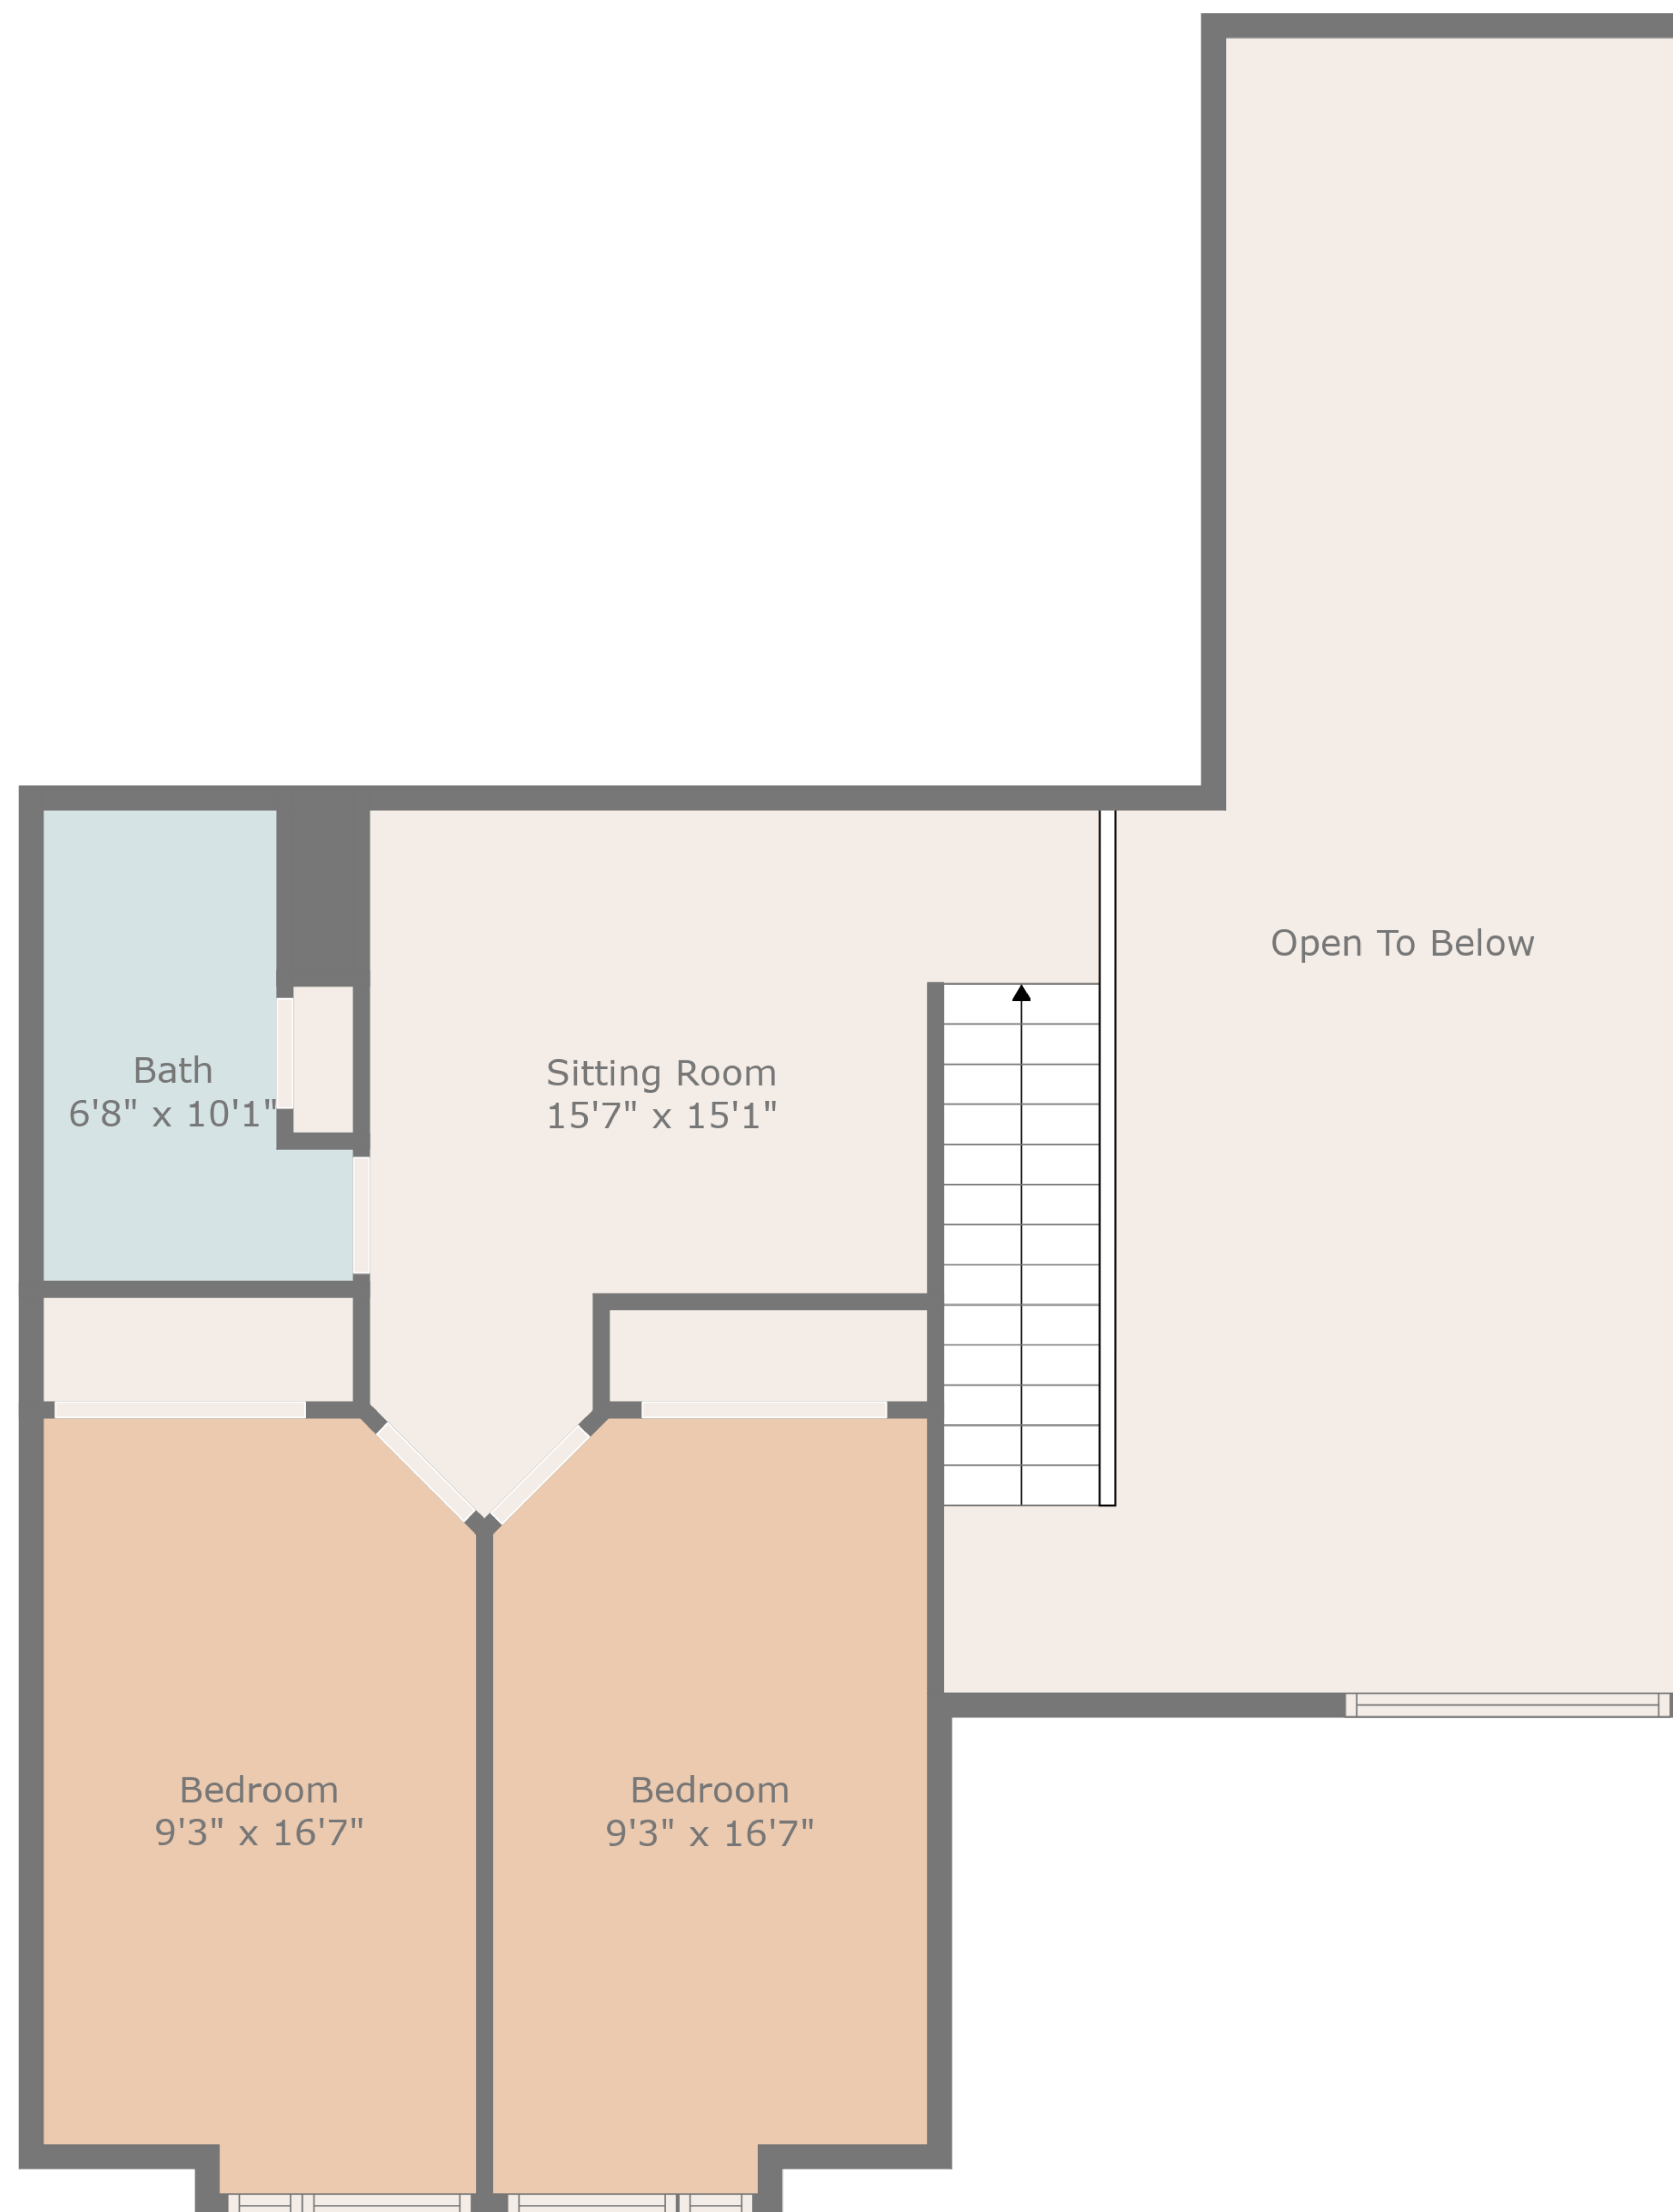 Open To Below
Bath
6'8" x 10'1"
Sitting Room
15'7" x 15'1"
Bedroom
9'3" x 16'7"
Bedroom
9'3" x 16'7"